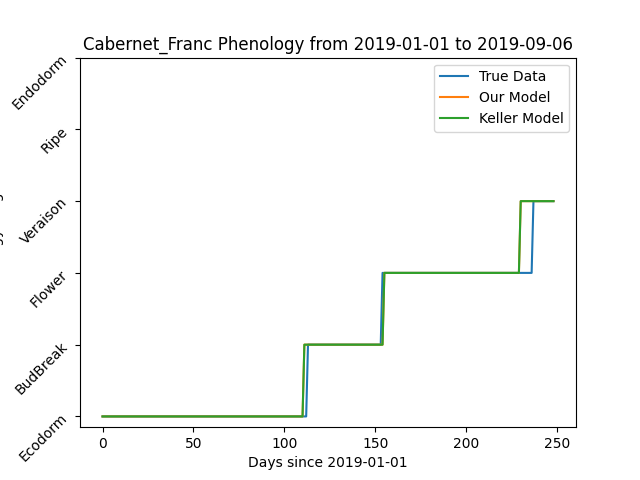 Cabernet_Franc Phenology from 2019-01-01 to 2019-09-06
True Data
Our Model
Keller Model
Endodorm
Ripe
Veraison
Flower
BudBreak
Ecodorm
0 50 100 150 200 250
Days since 2019-01-01